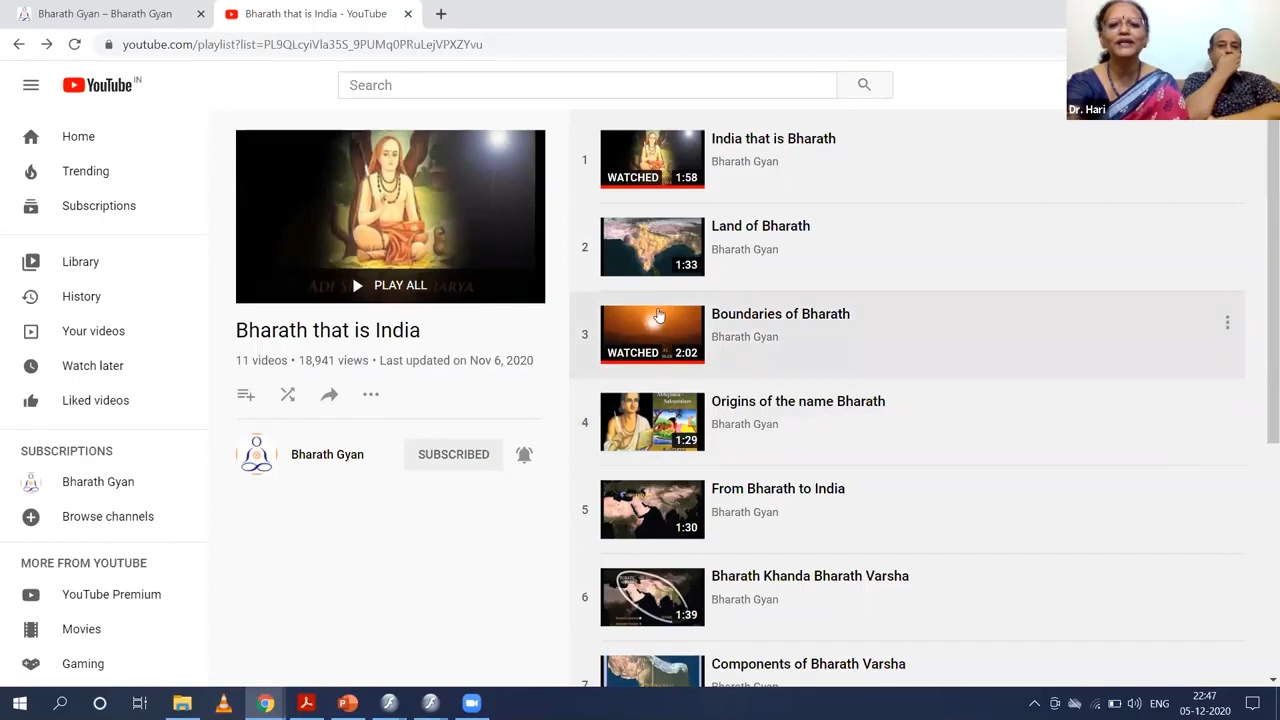 Bharath Gyan – Bharath Gyan
Bharath that is India - YouTube
youtube.com/playlist?list=PL9QLcyiVla35S_9PUMq0PRuLejVPXZYvu
YouTube IN
Search
Dr. Hari
Home
Trending
Subscriptions
Library
History
Your videos
Watch later
Liked videos
SUBSCRIPTIONS
Bharath Gyan
Browse channels
MORE FROM YOUTUBE
YouTube Premium
Movies
Gaming
PLAY ALL
Bharath that is India
11 videos • 18,941 views • Last updated on Nov 6, 2020
Bharath Gyan
SUBSCRIBED
1
WATCHED 1:58
India that is Bharath
Bharath Gyan
2
1:33
Land of Bharath
Bharath Gyan
3
WATCHED 2:02
Boundaries of Bharath
Bharath Gyan
4
1:29
Origins of the name Bharath
Bharath Gyan
5
1:30
From Bharath to India
Bharath Gyan
6
1:39
Bharath Khanda Bharath Varsha
Bharath Gyan
7
Components of Bharath Varsha
Bharath Gyan
ENG
22:47
05-12-2020